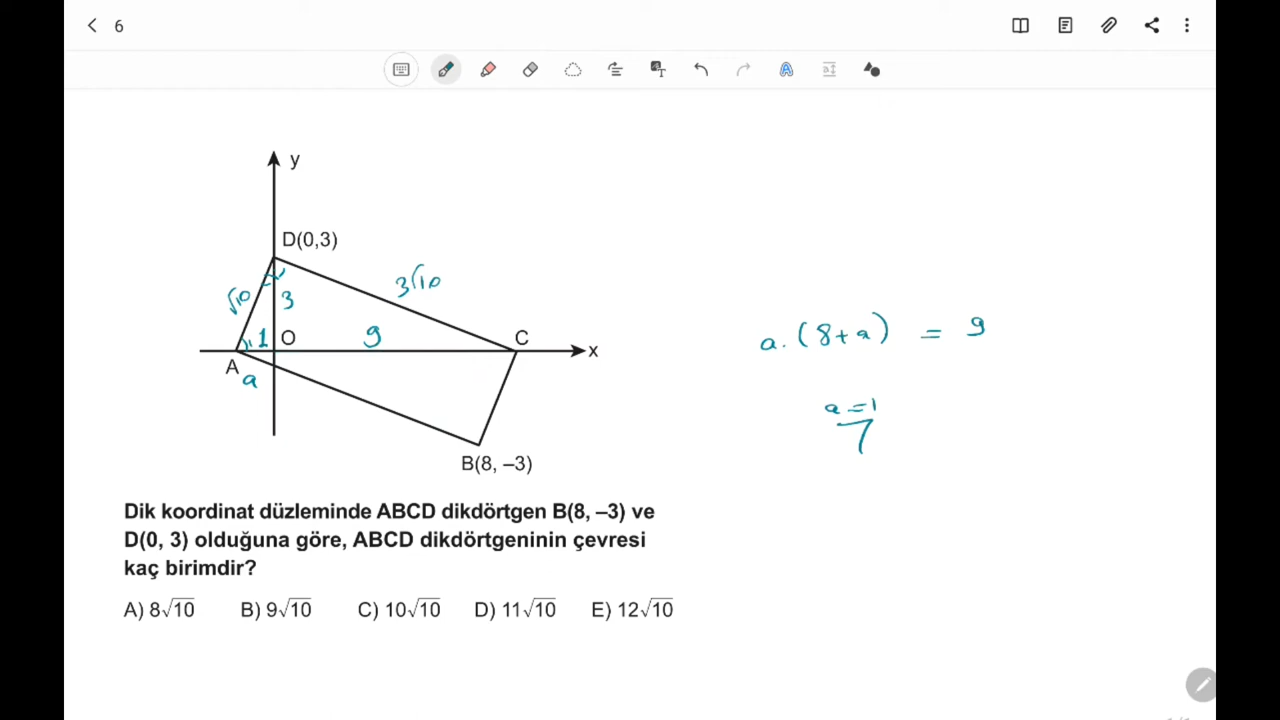 6
y
D(0,3)
√10
3
3√10
1
O
9
C
x
A
a
B(8, –3)
a. (8+a) = 9
a = 1
Dik koordinat düzleminde ABCD dikdörtgen B(8, –3) ve
D(0, 3) olduğuna göre, ABCD dikdörtgeninin çevresi
kaç birimdir?
A) 8√10 B) 9√10 C) 10√10 D) 11√10 E) 12√10